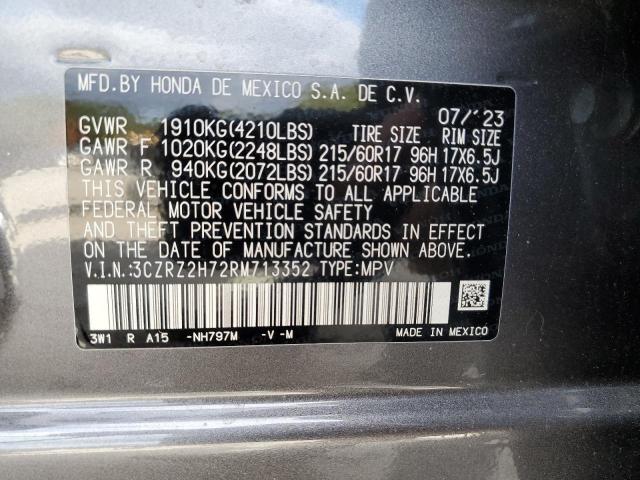 MFD. BY HONDA DE MEXICO S.A. DE C.V.
07/'23
GVWR 1910KG(4210LBS) TIRE SIZE RIM SIZE
GAWR F 1020KG(2248LBS) 215/60R17 96H 17X6.5J
GAWR R 940KG(2072LBS) 215/60R17 96H 17X6.5J
THIS VEHICLE CONFORMS TO ALL APPLICABLE
FEDERAL MOTOR VEHICLE SAFETY
AND THEFT PREVENTION STANDARDS IN EFFECT
ON THE DATE OF MANUFACTURE SHOWN ABOVE.
V.I.N.:3CZRZ2H72RM713352 TYPE:MPV
3W1 R A15 -NH797M -V -M MADE IN MEXICO